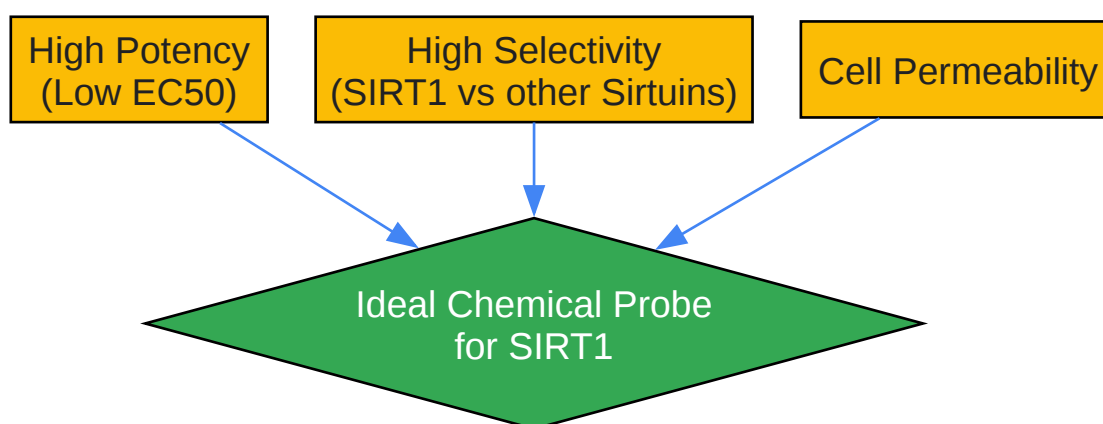 High Potency
(Low EC50)
High Selectivity
(SIRT1 vs other Sirtuins)
Cell Permeability
Ideal Chemical Probe
for SIRT1